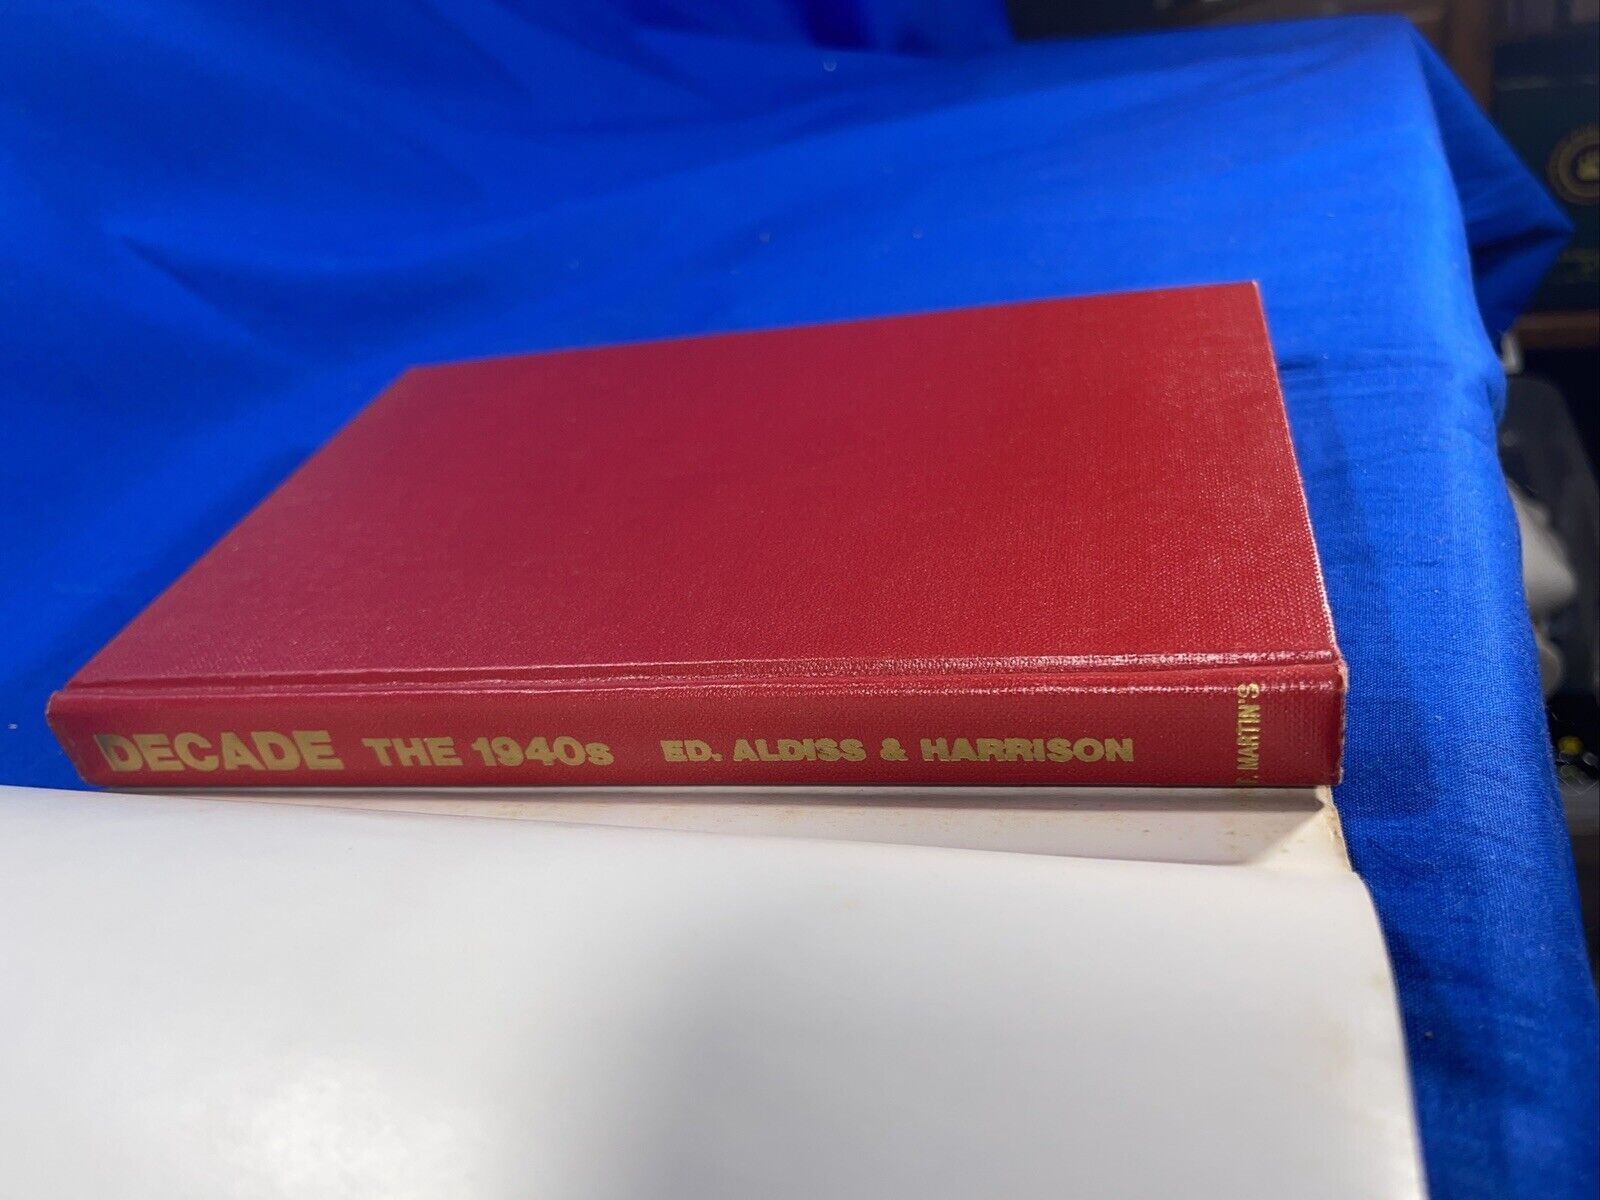 DECADE THE 1940s ED. ALDISS & HARRISON
MARTIN'S